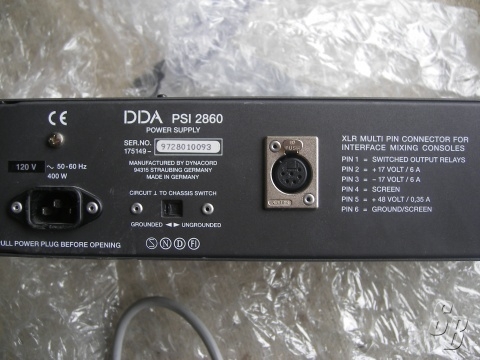 CE
DDA PSI 2860
POWER SUPPLY
SER.NO.
175149 - 9728010093
120 V ~ 50-60 Hz
400 W
MANUFACTURED BY DYNACORD
94315 STRAUBING GERMANY
MADE IN GERMANY
CIRCUIT ⊥ TO CHASSIS SWITCH
GROUNDED ◄► UNGROUNDED
PULL POWER PLUG BEFORE OPENING
S N D FI
PUSH
XLR MULTI PIN CONNECTOR FOR
INTERFACE MIXING CONSOLES
PIN 1 = SWITCHED OUTPUT RELAYS
PIN 2 = + 17 VOLT / 6 A
PIN 3 = − 17 VOLT / 6 A
PIN 4 = SCREEN
PIN 5 = + 48 VOLT / 0,35 A
PIN 6 = GROUND/SCREEN